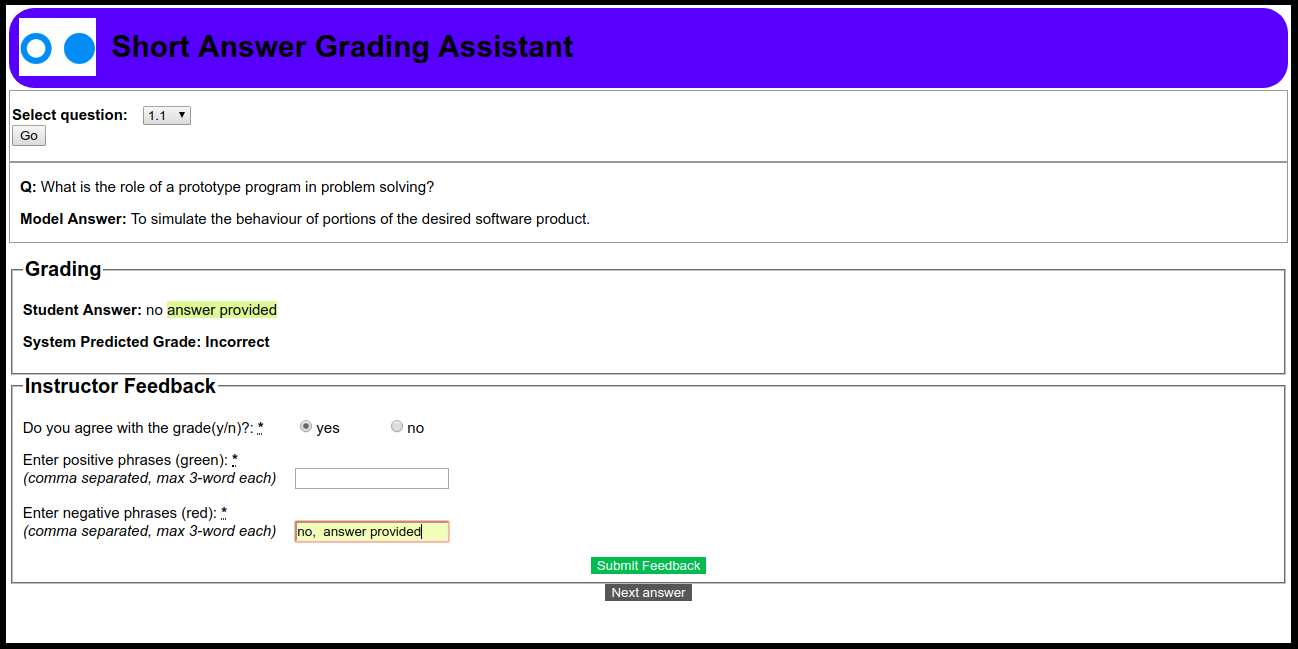 Short Answer Grading Assistant
Select question: 1.1
Go
Q: What is the role of a prototype program in problem solving?
Model Answer: To simulate the behaviour of portions of the desired software product.
Grading
Student Answer: no answer provided
System Predicted Grade: Incorrect
Instructor Feedback
Do you agree with the grade(y/n)?: * yes no
Enter positive phrases (green): *
(comma separated, max 3-word each)
Enter negative phrases (red): *
(comma separated, max 3-word each) no,  answer provided
Submit Feedback
Next answer